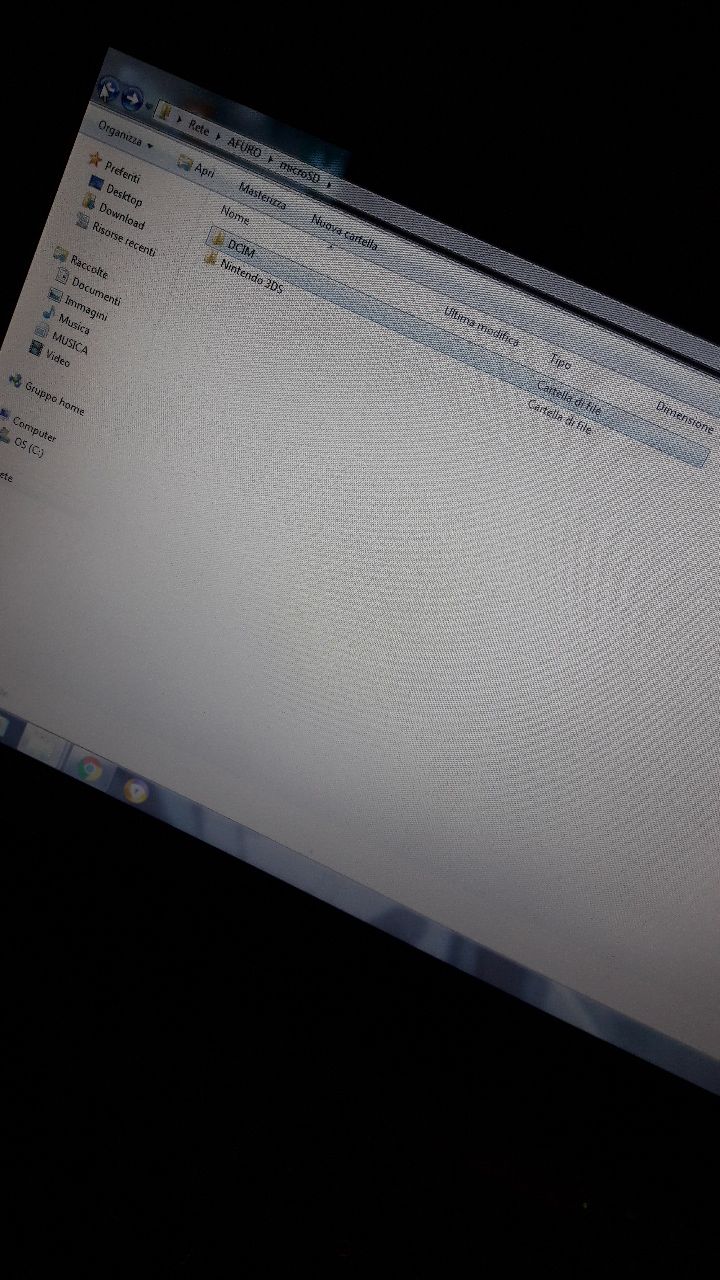 Rete AFURO microSD
Organizza Apri Masterizza Nuova cartella
Preferiti
Desktop
Download
Risorse recenti
Raccolte
Documenti
Immagini
Musica
MUSICA
Video
Gruppo home
Computer
OS (C:)
ete
Nome Ultima modifica Tipo Dimensione
DCIM Cartella di file
Nintendo 3DS Cartella di file